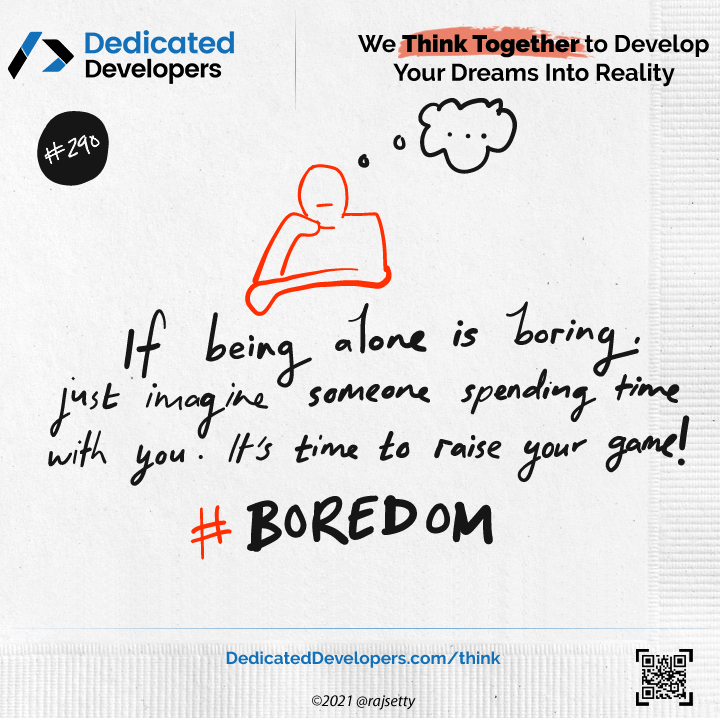 Dedicated
Developers
We Think Together to Develop
Your Dreams Into Reality
#290
...
If being alone is boring,
just imagine someone spending time
with you. It's time to raise your game!
#BOREDOM
DedicatedDevelopers.com/think
©2021 @rajsetty